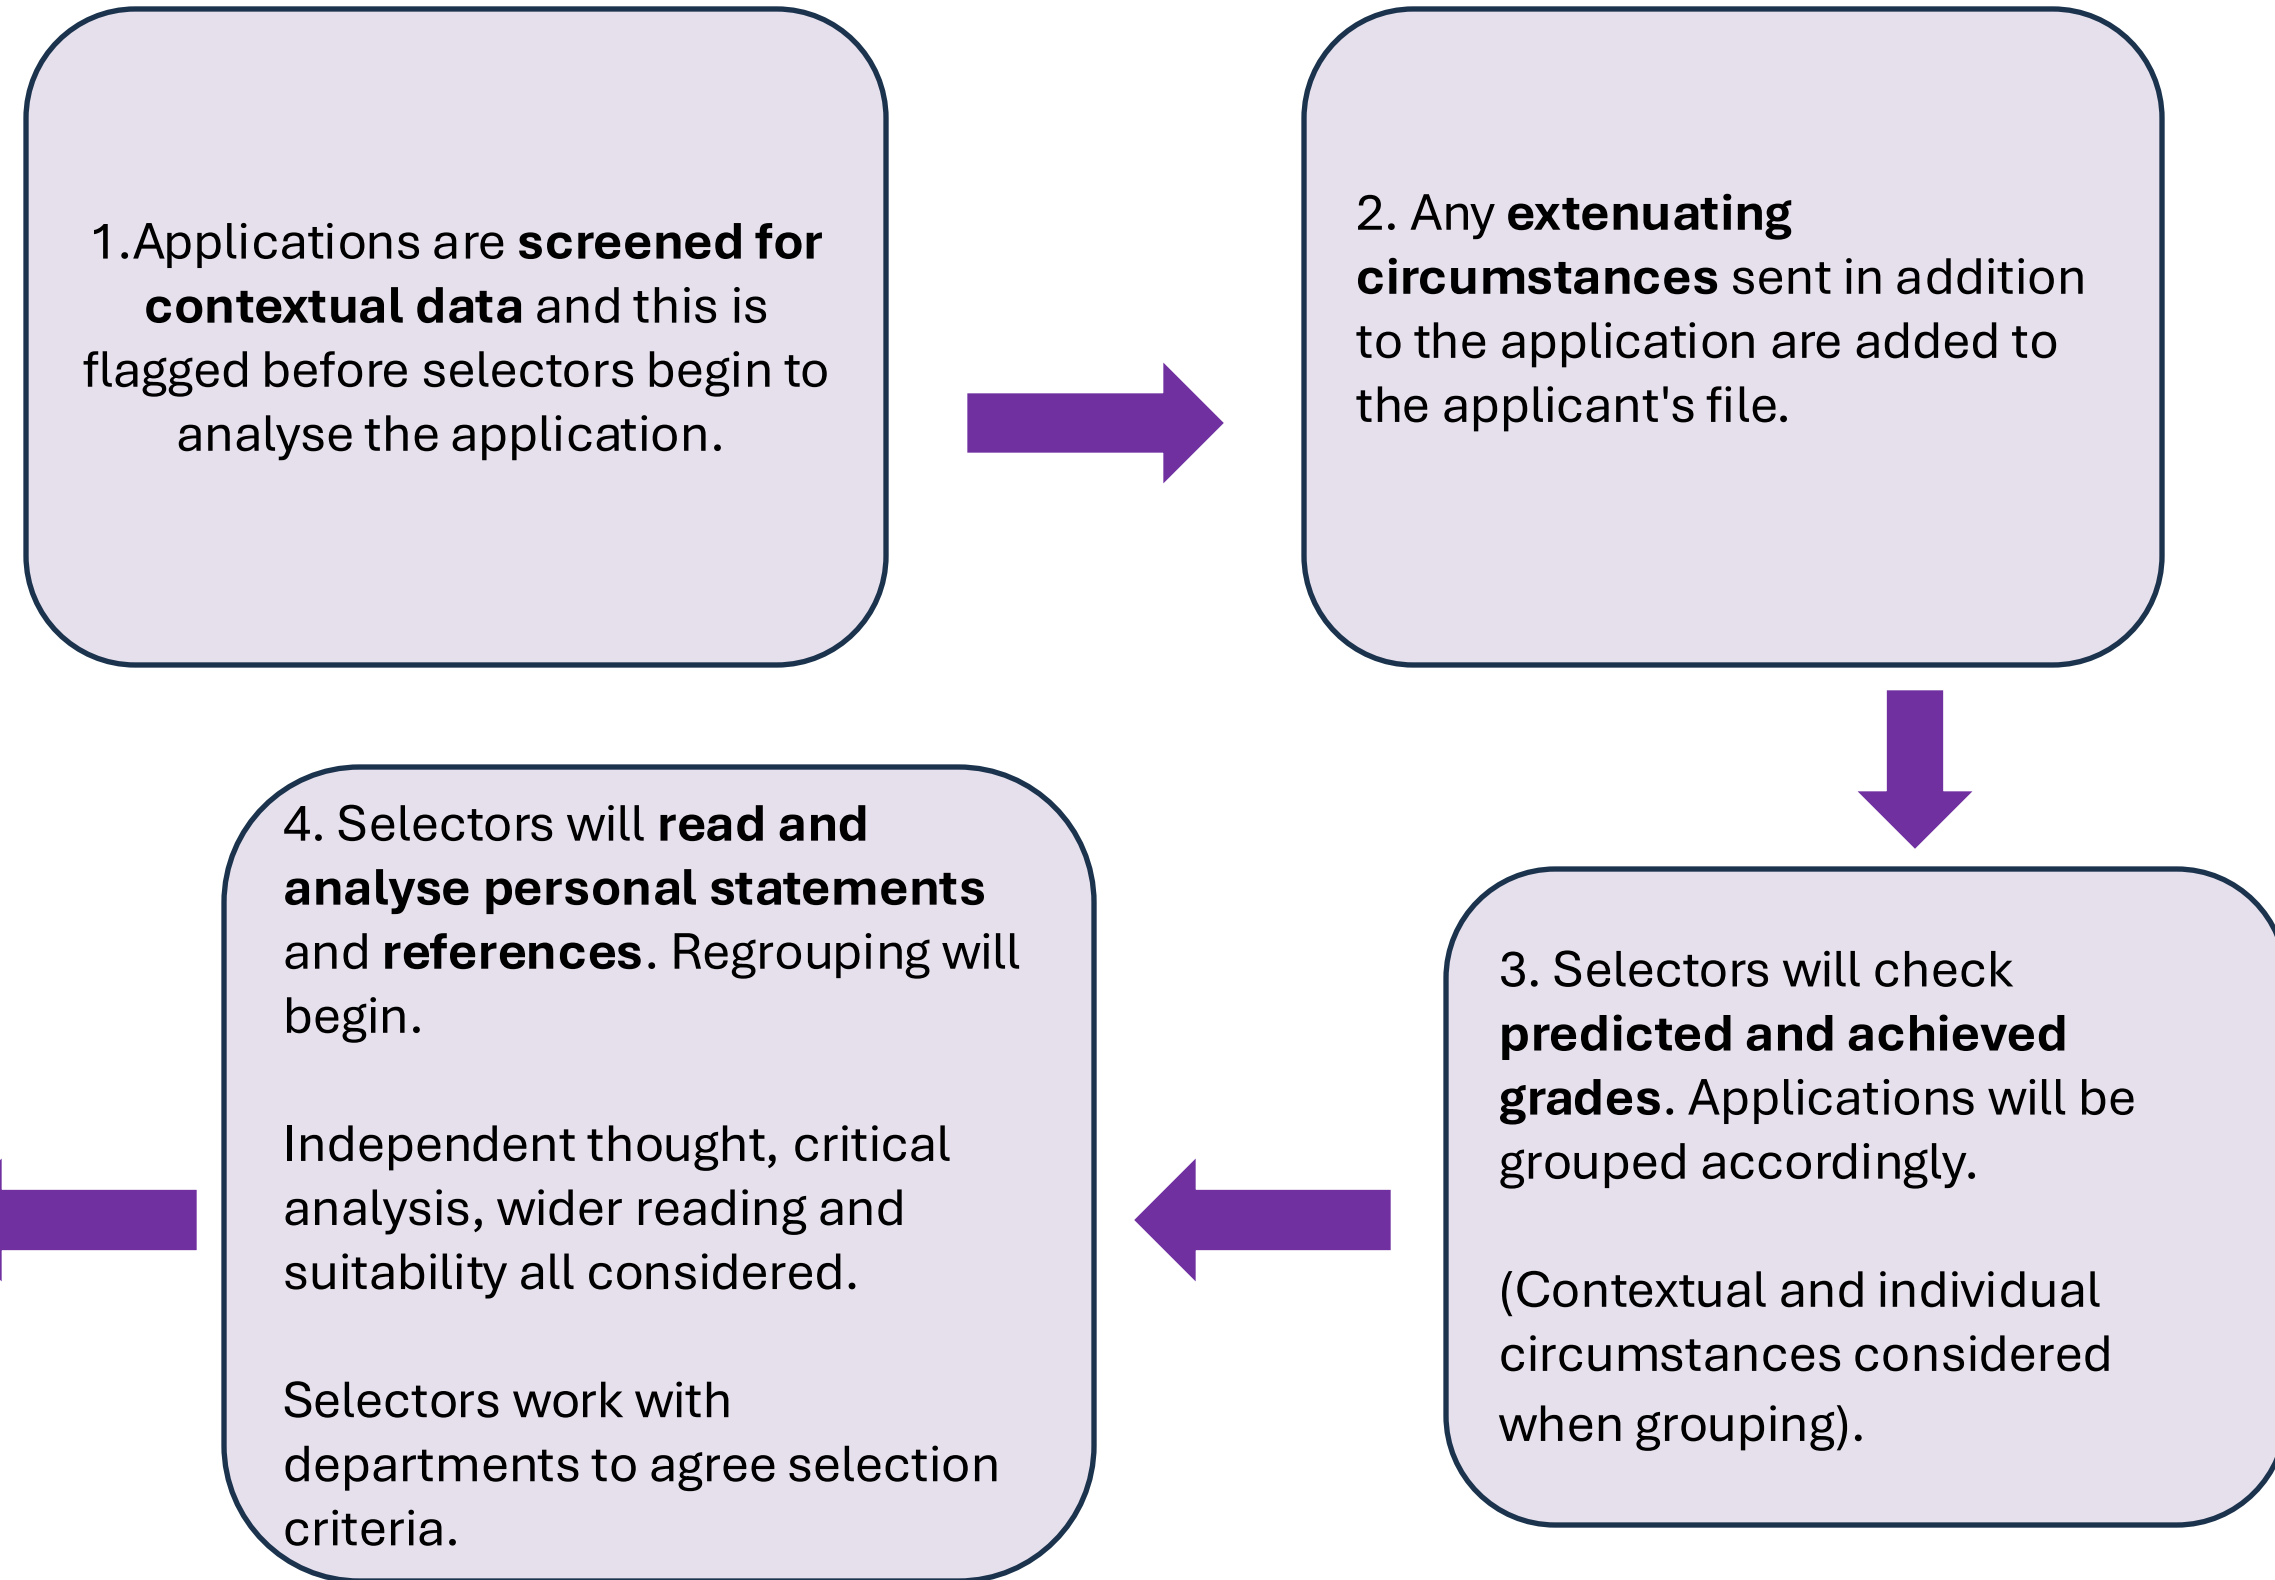 1.Applications are screened for
contextual data and this is
flagged before selectors begin to
analyse the application.
2. Any extenuating
circumstances sent in addition
to the application are added to
the applicant's file.
3. Selectors will check
predicted and achieved
grades. Applications will be
grouped accordingly.
(Contextual and individual
circumstances considered
when grouping).
4. Selectors will read and
analyse personal statements
and references. Regrouping will
begin.
Independent thought, critical
analysis, wider reading and
suitability all considered.
Selectors work with
departments to agree selection
criteria.